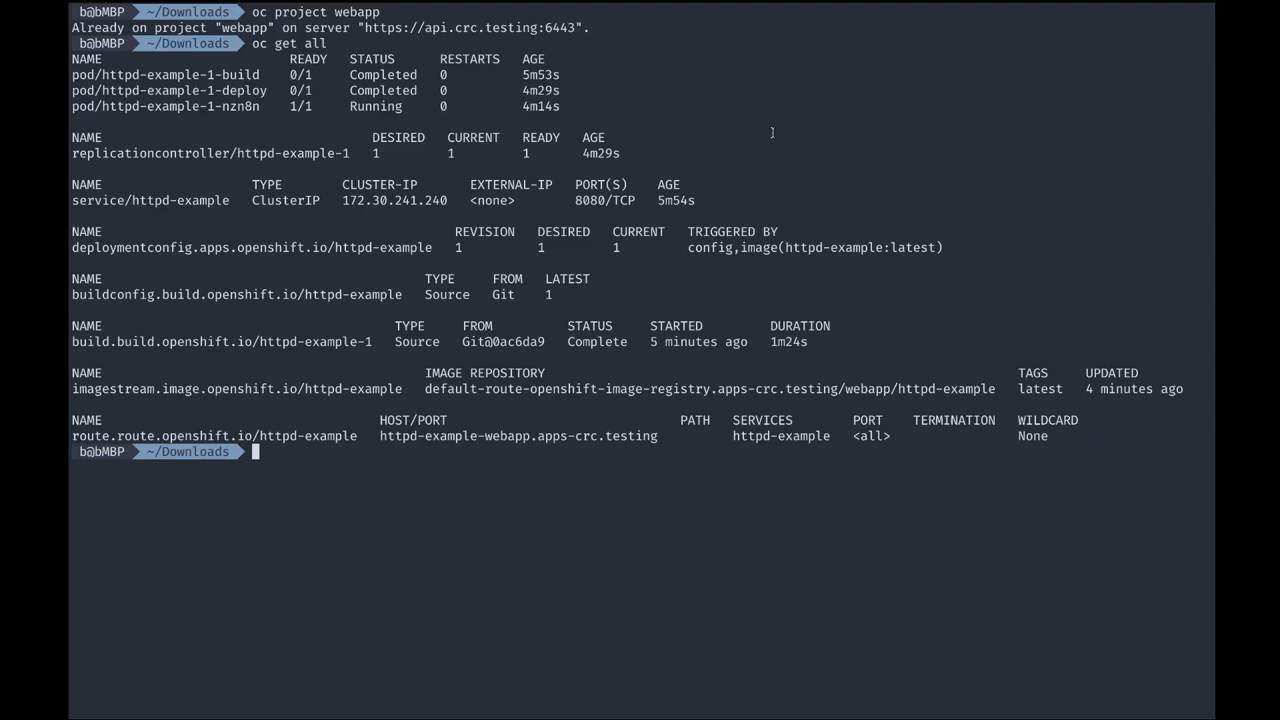 b@bMBP ~/Downloads oc project webapp
Already on project "webapp" on server "https://api.crc.testing:6443".
b@bMBP ~/Downloads oc get all
NAME READY STATUS RESTARTS AGE
pod/httpd-example-1-build 0/1 Completed 0 5m53s
pod/httpd-example-1-deploy 0/1 Completed 0 4m29s
pod/httpd-example-1-nzn8n 1/1 Running 0 4m14s
NAME DESIRED CURRENT READY AGE
replicationcontroller/httpd-example-1 1 1 1 4m29s
NAME TYPE CLUSTER-IP EXTERNAL-IP PORT(S) AGE
service/httpd-example ClusterIP 172.30.241.240 <none> 8080/TCP 5m54s
NAME REVISION DESIRED CURRENT TRIGGERED BY
deploymentconfig.apps.openshift.io/httpd-example 1 1 1 config,image(httpd-example:latest)
NAME TYPE FROM LATEST
buildconfig.build.openshift.io/httpd-example Source Git 1
NAME TYPE FROM STATUS STARTED DURATION
build.build.openshift.io/httpd-example-1 Source Git@0ac6da9 Complete 5 minutes ago 1m24s
NAME IMAGE REPOSITORY TAGS UPDATED
imagestream.image.openshift.io/httpd-example default-route-openshift-image-registry.apps-crc.testing/webapp/httpd-example latest 4 minutes ago
NAME HOST/PORT PATH SERVICES PORT TERMINATION WILDCARD
route.route.openshift.io/httpd-example httpd-example-webapp.apps-crc.testing httpd-example <all> None
b@bMBP ~/Downloads